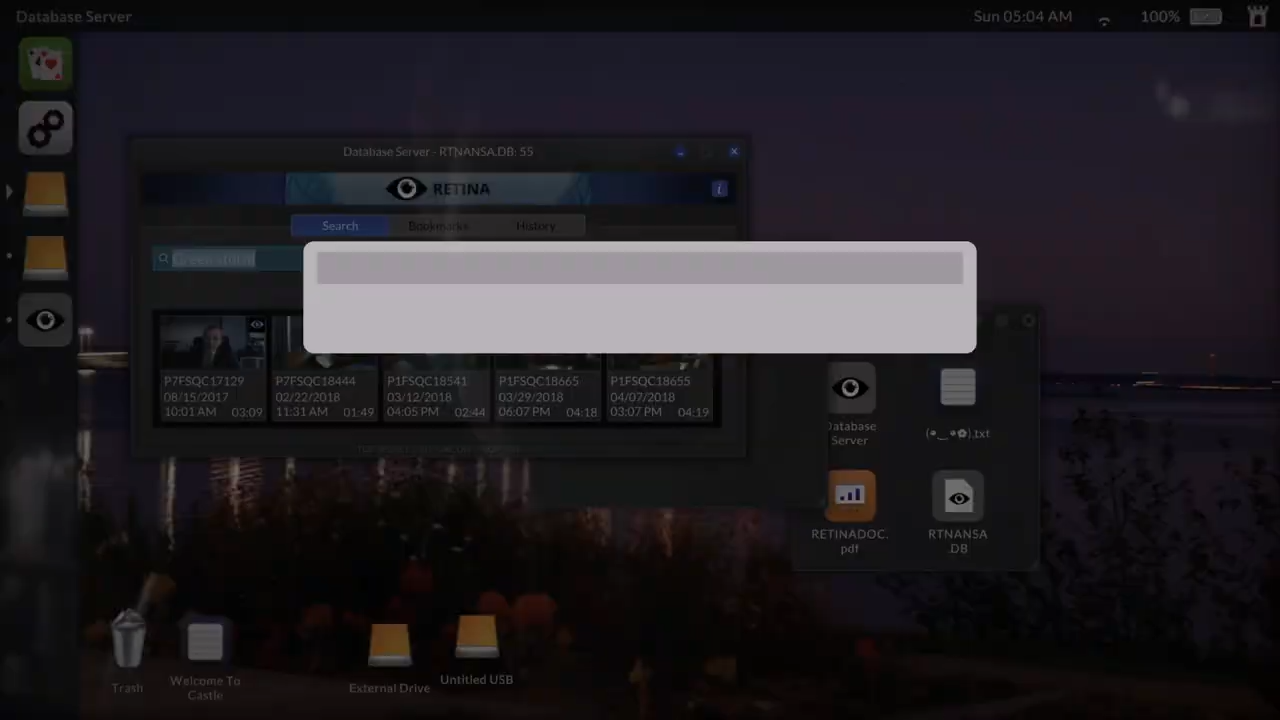 Database Server
Sun 05:04 AM
100%
Database Server - RTNANSA.DB: 55
RETINA
i
Search
Bookmarks
History
Green storm
P7FSQC17129
08/15/2017
10:01 AM 03:09
P7FSQC18444
02/22/2018
11:31 AM 01:49
P1FSQC18541
03/12/2018
04:05 PM 02:44
P1FSQC18665
03/29/2018
06:07 PM 04:18
P1FSQC18655
04/07/2018
03:07 PM 04:19
Database
Server
(•‿•✿).txt
RETINADOC.
pdf
RTNANSA
.DB
Trash
Welcome To
Castle
External Drive
Untitled USB